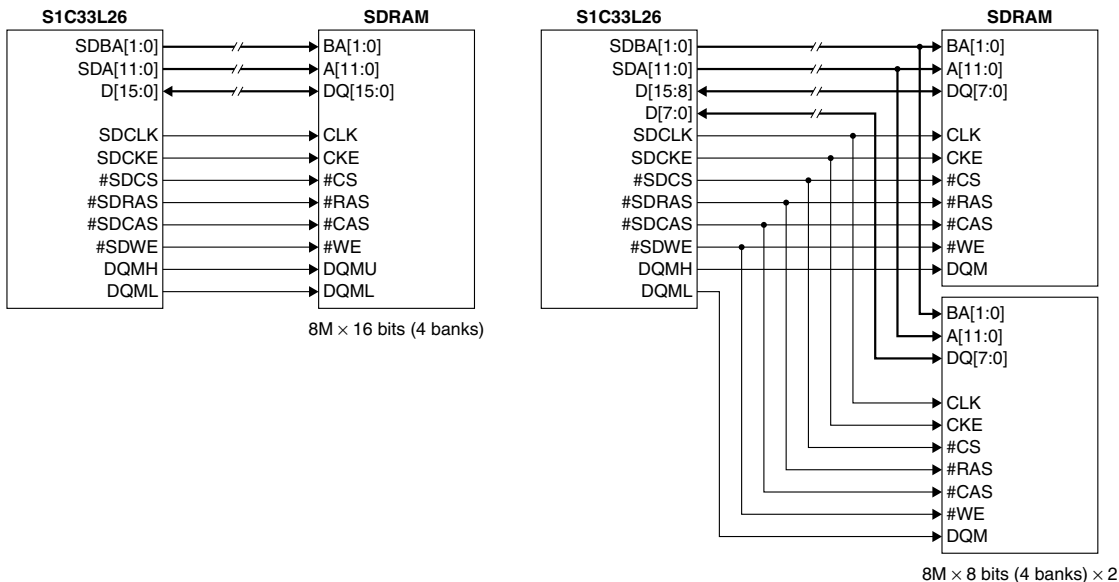 S1C33L26
SDRAM
SDBA[1:0]
BA[1:0]
SDA[11:0]
A[11:0]
D[15:0]
DQ[15:0]
SDCLK
CLK
SDCKE
CKE
#SDCS
#CS
#SDRAS
#RAS
#SDCAS
#CAS
#SDWE
#WE
DQMH
DQMU
DQML
DQML
8M × 16 bits (4 banks)
S1C33L26
SDRAM
SDBA[1:0]
BA[1:0]
SDA[11:0]
A[11:0]
D[15:8]
DQ[7:0]
D[7:0]
SDCLK
CLK
SDCKE
CKE
#SDCS
#CS
#SDRAS
#RAS
#SDCAS
#CAS
#SDWE
#WE
DQMH
DQM
DQML
BA[1:0]
A[11:0]
DQ[7:0]
CLK
CKE
#CS
#RAS
#CAS
#WE
DQM
8M × 8 bits (4 banks) × 2